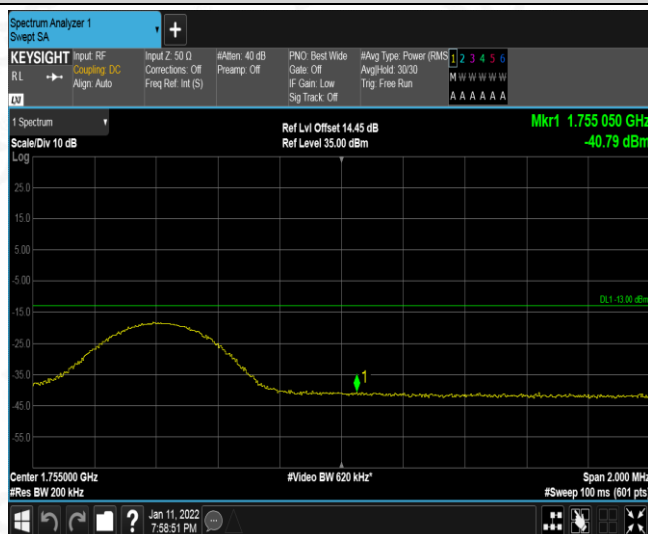 Spectrum Analyzer 1
Swept SA
KEYSIGHT
RL
LXI
Input: RF
Coupling: DC
Align: Auto
Input Z: 50 Ω
Corrections: Off
Freq Ref: Int (S)
#Atten: 40 dB
Preamp: Off
PNO: Best Wide
Gate: Off
IF Gain: Low
Sig Track: Off
#Avg Type: Power (RMS
Avg|Hold: 30/30
Trig: Free Run
1 2 3 4 5 6
M W W W W W
A A A A A A
1 Spectrum
Scale/Div 10 dB
Ref Lvl Offset 14.45 dB
Ref Level 35.00 dBm
Mkr1 1.755 050 GHz
-40.79 dBm
Log
25.0
15.0
5.00
-5.00
DL1 -13.00 dBm
-15.0
-25.0
-35.0
1
-45.0
-55.0
Center 1.755000 GHz
#Res BW 200 kHz
#Video BW 620 kHz*
Span 2.000 MHz
#Sweep 100 ms (601 pts)
?
Jan 11, 2022
7:58:51 PM